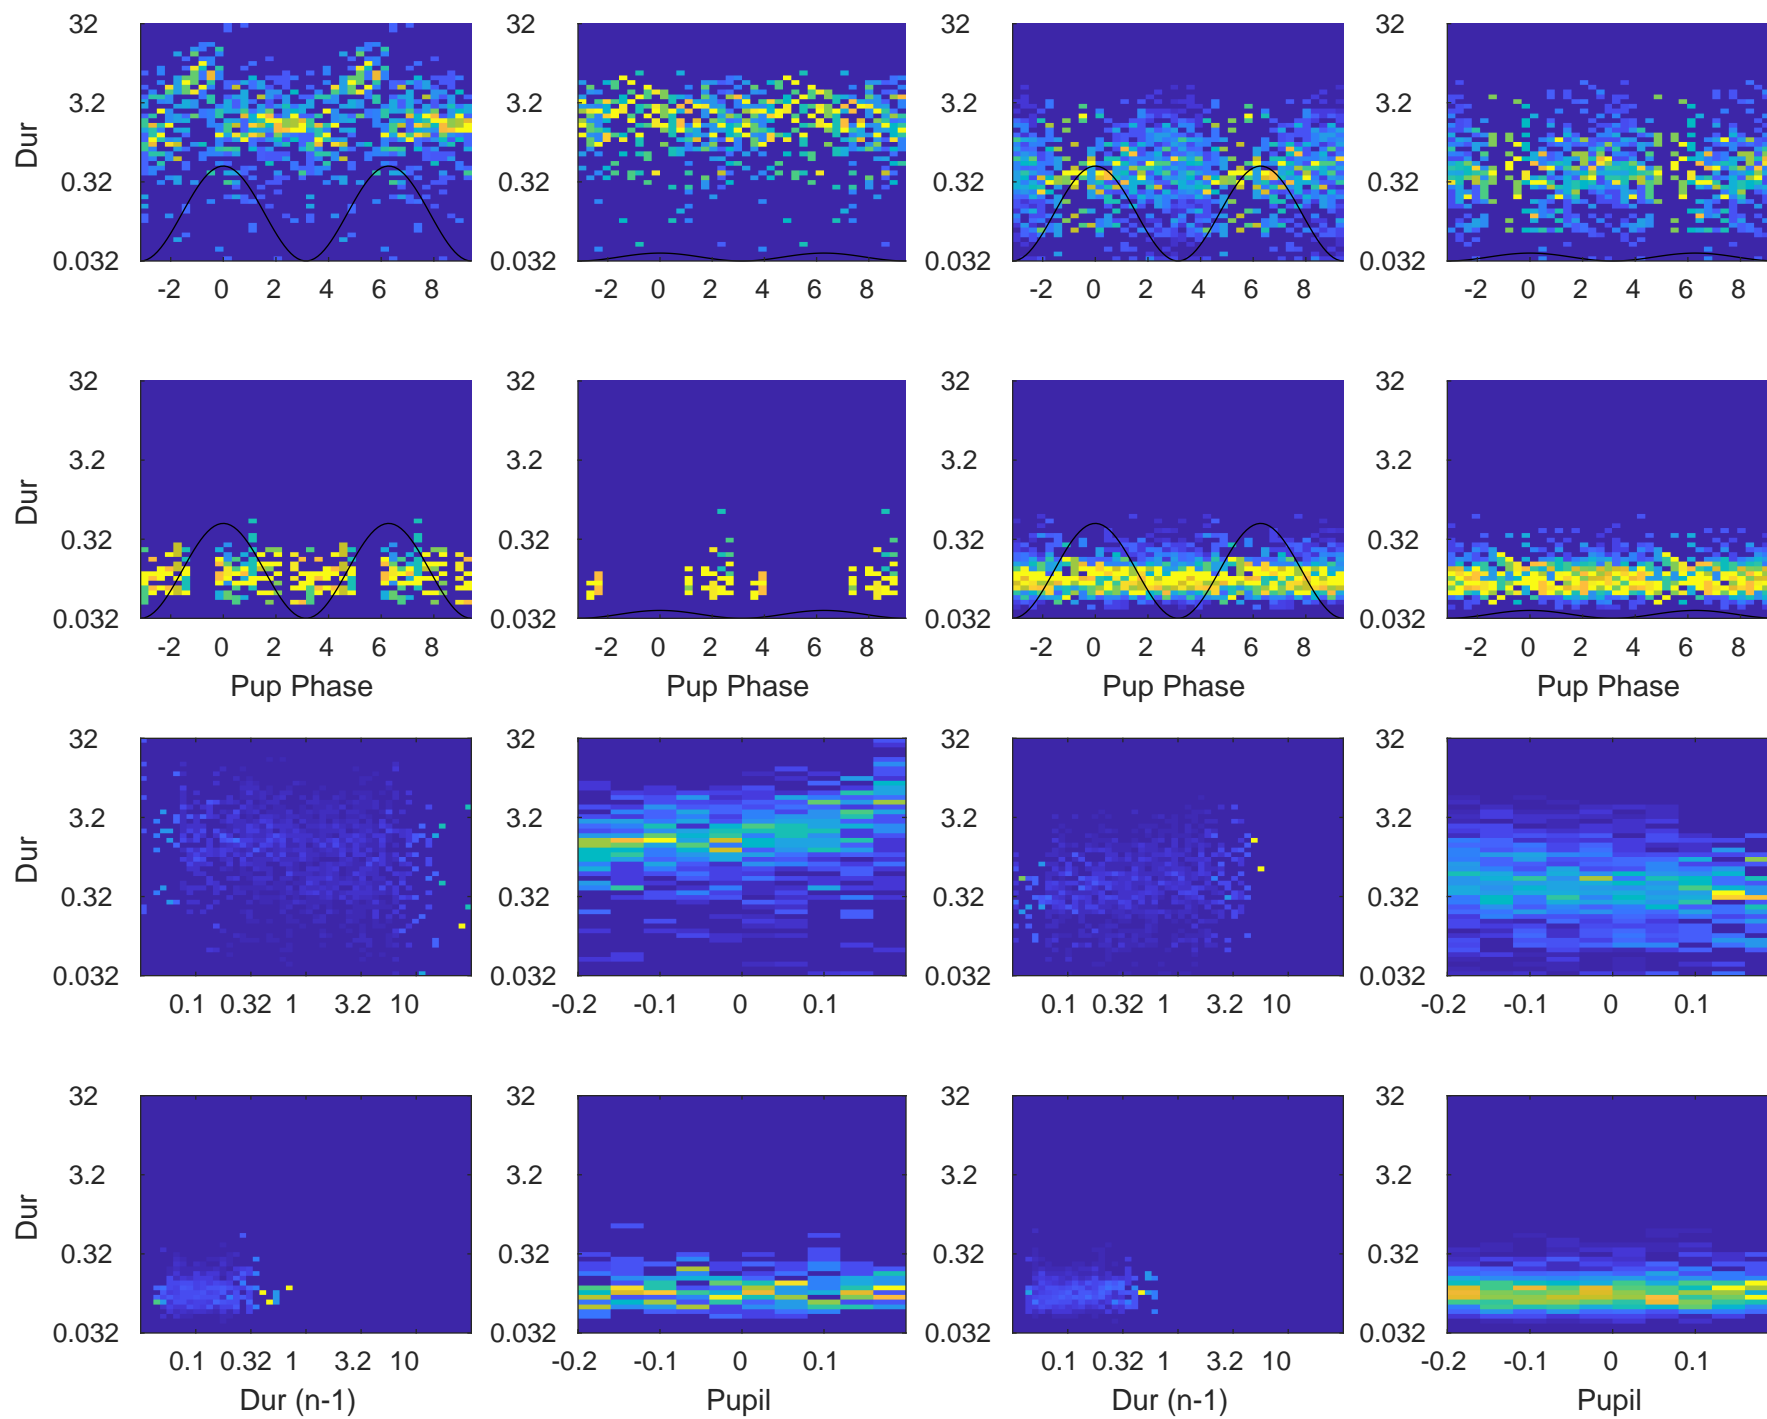 32 32 32 32
3.2 3.2 3.2 3.2
Dur
0.32 0.32 0.32 0.32
0.032 0.032 0.032 0.032
-2 0 2 4 6 8 -2 0 2 4 6 8 -2 0 2 4 6 8 -2 0 2 4 6 8
32 32 32 32
3.2 3.2 3.2 3.2
Dur
0.32 0.32 0.32 0.32
0.032 0.032 0.032 0.032
-2 0 2 4 6 8 -2 0 2 4 6 8 -2 0 2 4 6 8 -2 0 2 4 6 8
Pup Phase Pup Phase Pup Phase Pup Phase
32 32 32 32
3.2 3.2 3.2 3.2
Dur
0.32 0.32 0.32 0.32
0.032 0.032 0.032 0.032
0.1 0.32 1 3.2 10 -0.2 -0.1 0 0.1 0.1 0.32 1 3.2 10 -0.2 -0.1 0 0.1
32 32 32 32
3.2 3.2 3.2 3.2
Dur
0.32 0.32 0.32 0.32
0.032 0.032 0.032 0.032
0.1 0.32 1 3.2 10 -0.2 -0.1 0 0.1 0.1 0.32 1 3.2 10 -0.2 -0.1 0 0.1
Dur (n-1) Pupil Dur (n-1) Pupil